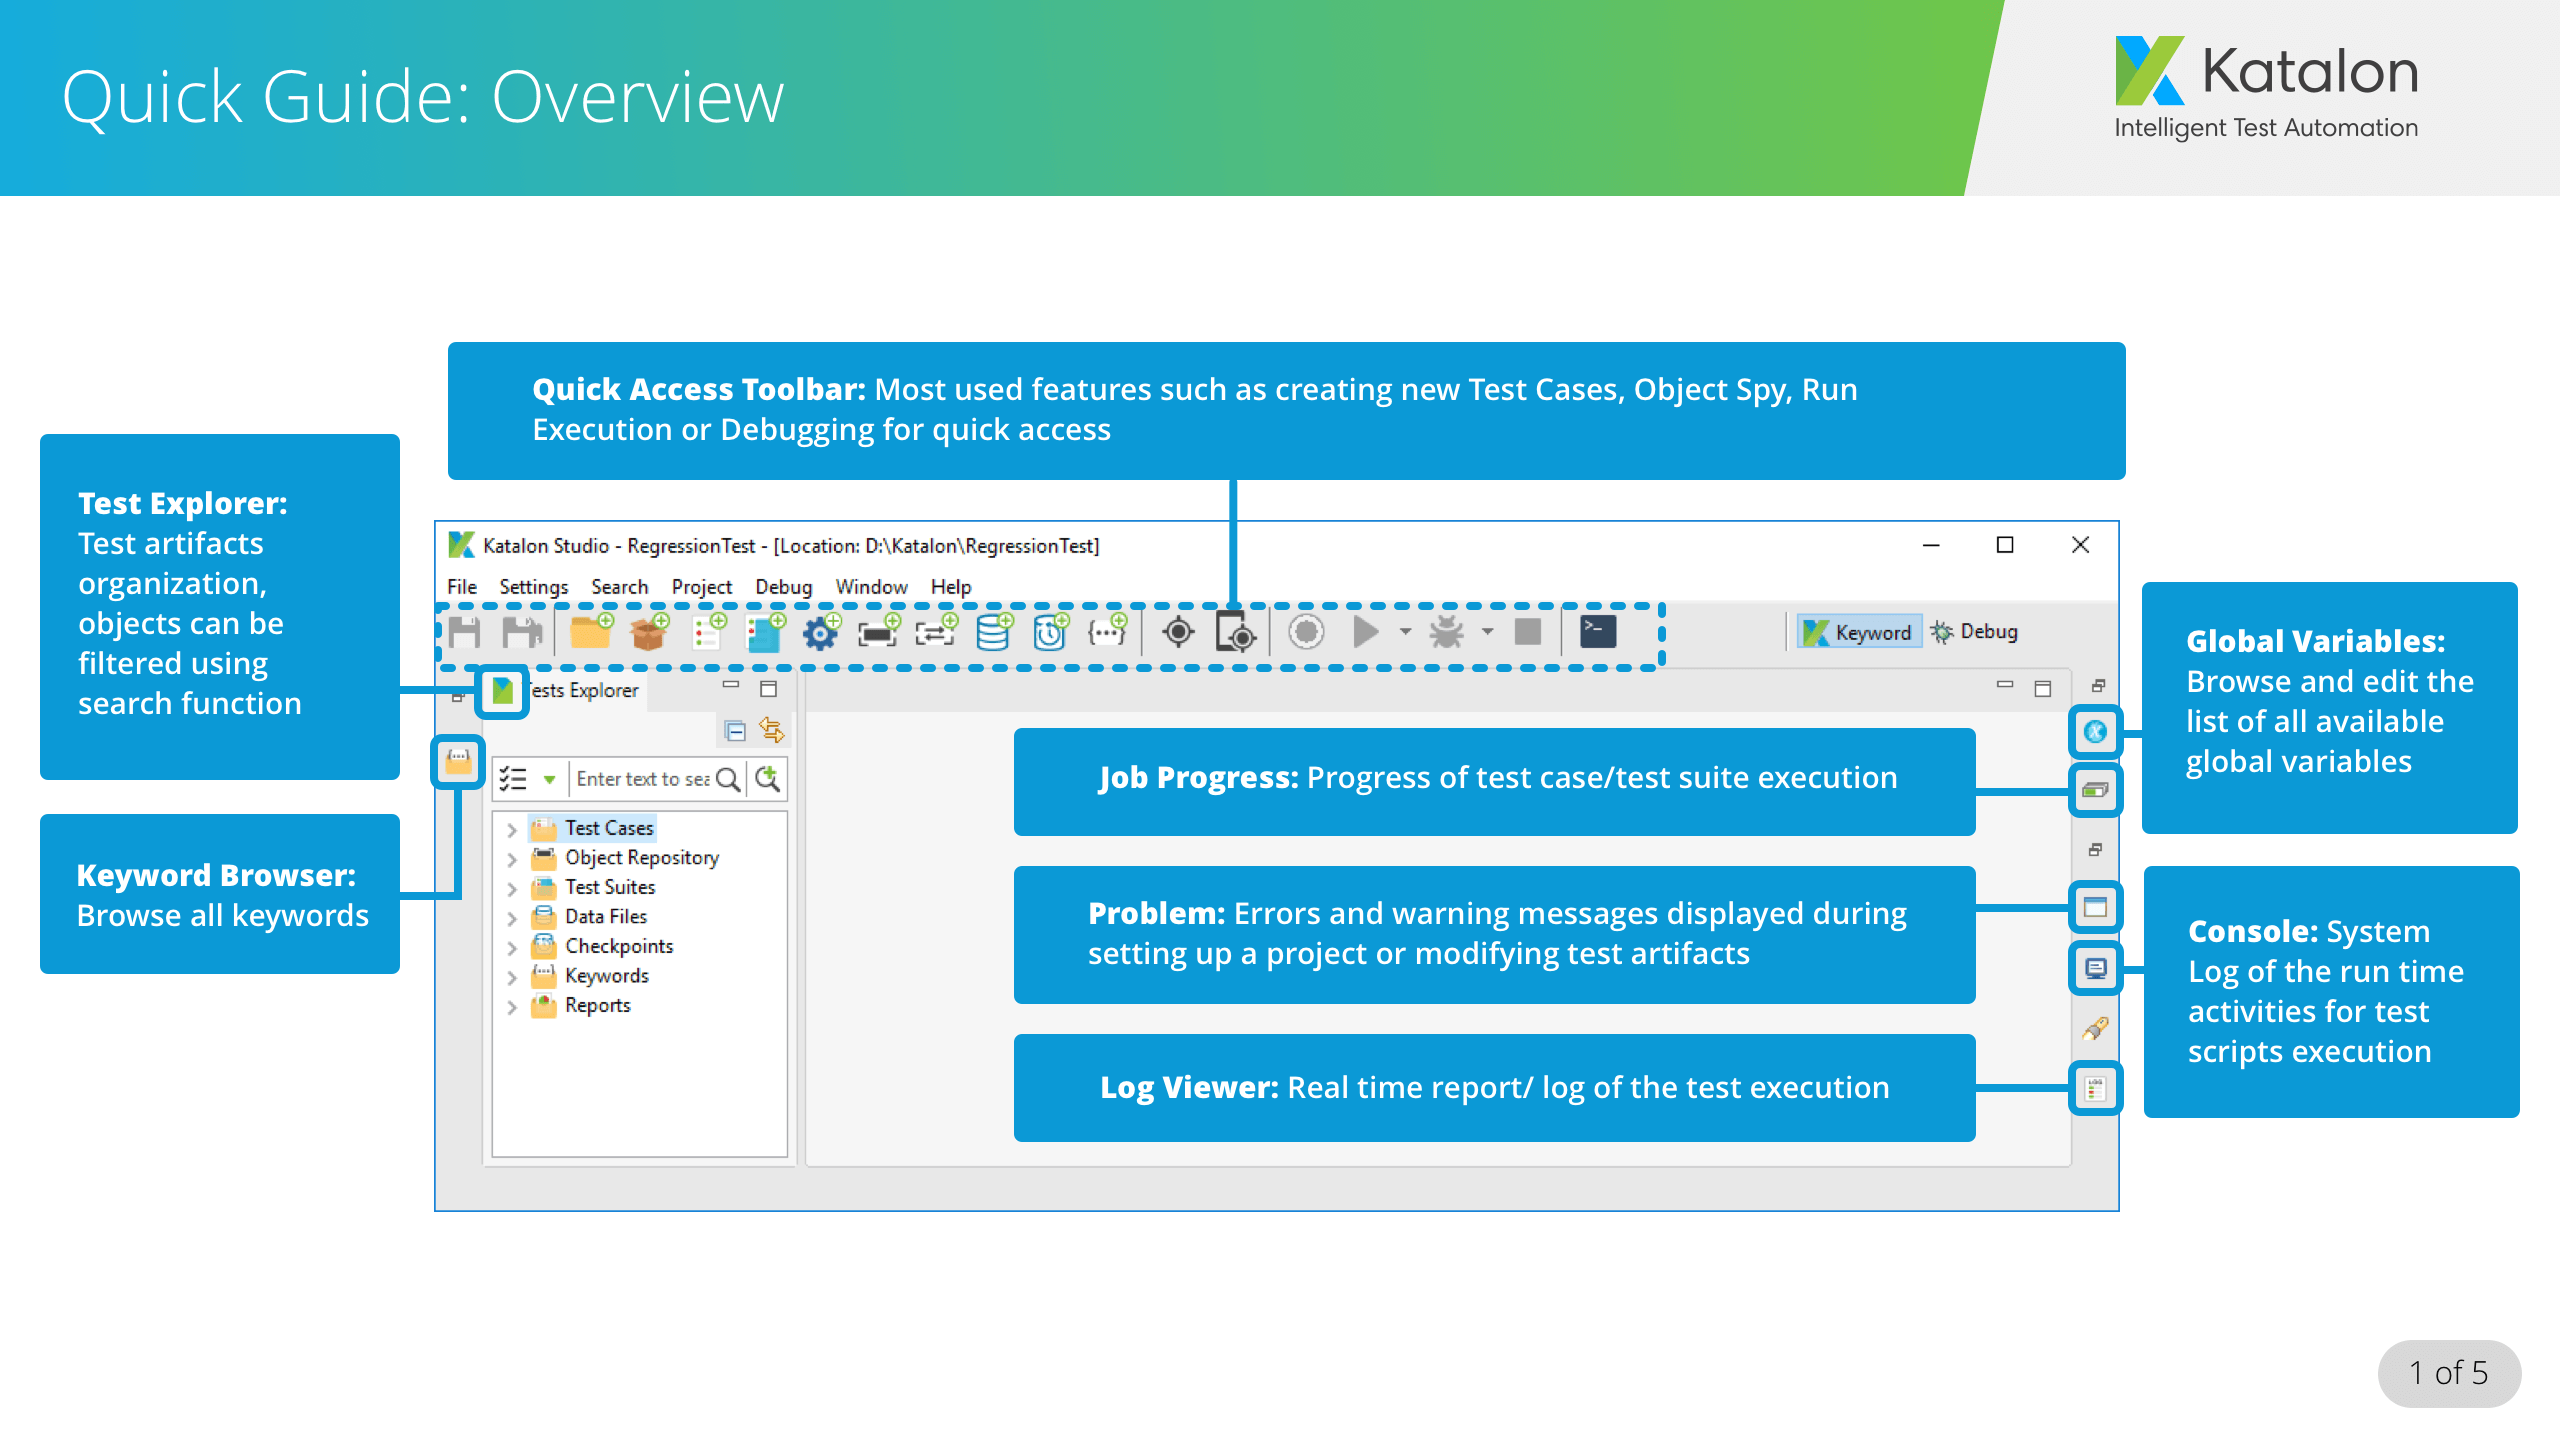 Quick Guide: Overview
Katalon
Intelligent Test Automation
Quick Access Toolbar: Most used features such as creating new Test Cases, Object Spy, Run
Execution or Debugging for quick access
Test Explorer:
Test artifacts
organization,
objects can be
filtered using
search function
Keyword Browser:
Browse all keywords
Katalon Studio - RegressionTest - [Location: D:\Katalon\RegressionTest]
File Settings Search Project Debug Window Help
Keyword Debug
ests Explorer
Enter text to sea
Test Cases
Object Repository
Test Suites
Data Files
Checkpoints
Keywords
Reports
Job Progress: Progress of test case/test suite execution
Problem: Errors and warning messages displayed during
setting up a project or modifying test artifacts
Log Viewer: Real time report/ log of the test execution
Global Variables:
Browse and edit the
list of all available
global variables
Console: System
Log of the run time
activities for test
scripts execution
1 of 5